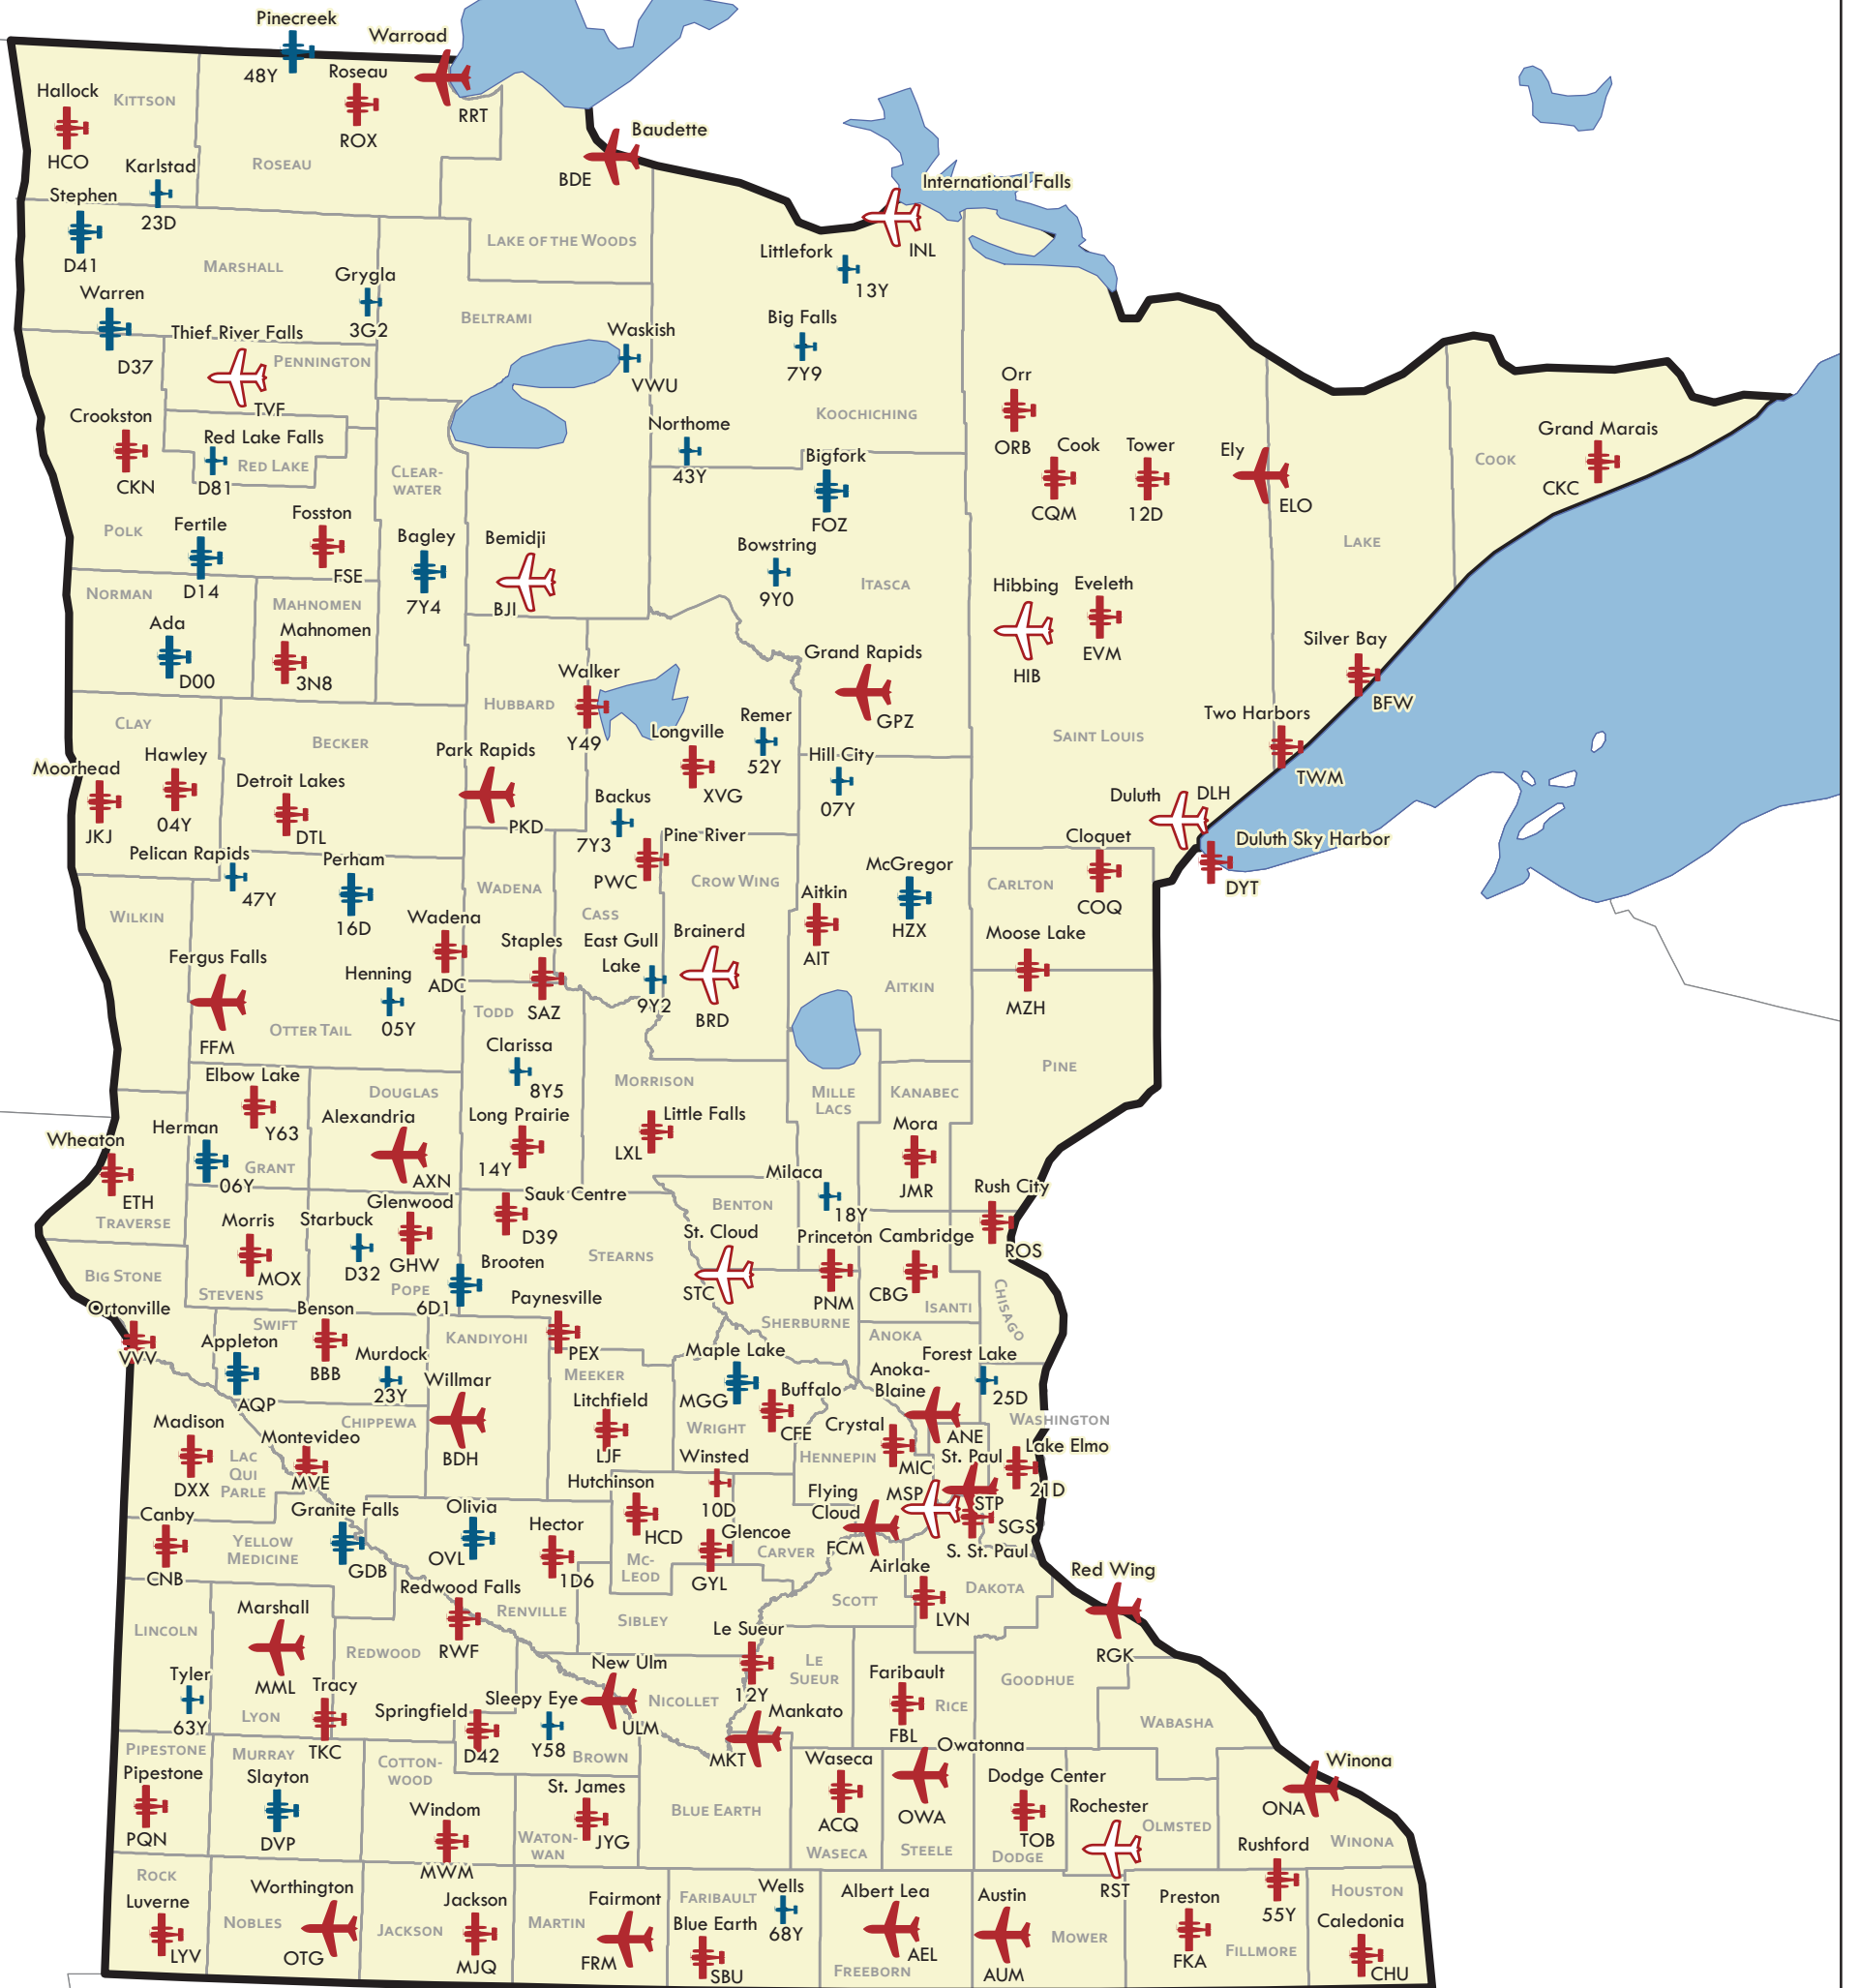 Pinecreek
48Y
Warroad
RRT
Roseau
ROX
Hallock
HCO
KITTSON
ROSEAU
Karlstad
23D
Stephen
D41
Baudette
BDE
International Falls
INL
LAKE OF THE WOODS
Littlefork
13Y
MARSHALL
Grygla
3G2
Warren
D37
BELTRAMI
Thief River Falls
TVF
PENNINGTON
Waskish
VWU
Big Falls
7Y9
KOOCHICHING
Orr
ORB
Crookston
CKN
Red Lake Falls
D81
RED LAKE
CLEAR-
WATER
Northome
43Y
Bigfork
FOZ
Cook
CQM
Tower
12D
Ely
ELO
COOK
Grand Marais
CKC
LAKE
POLK
Fertile
D14
Fosston
FSE
Bagley
7Y4
Bemidji
BJI
Bowstring
9Y0
ITASCA
Hibbing
HIB
Eveleth
EVM
NORMAN
MAHNOMEN
Ada
D00
Mahnomen
3N8
Silver Bay
BFW
Grand Rapids
GPZ
Walker
Y49
HUBBARD
Longville
XVG
Remer
52Y
Hill City
07Y
SAINT LOUIS
Two Harbors
TWM
CLAY
BECKER
Moorhead
JKJ
Hawley
04Y
Detroit Lakes
DTL
Park Rapids
PKD
Backus
7Y3
Pine River
PWC
Duluth
DLH
Duluth Sky Harbor
DYT
Cloquet
COQ
CARLTON
Pelican Rapids
47Y
Perham
16D
WADENA
CASS
CROW WING
McGregor
HZX
Aitkin
AIT
AITKIN
WILKIN
Wadena
ADC
Staples
SAZ
East Gull
Lake
9Y2
Brainerd
BRD
Moose Lake
MZH
Fergus Falls
FFM
Henning
05Y
OTTER TAIL
TODD
Clarissa
8Y5
MORRISON
MILLE
LACS
KANABEC
PINE
Elbow Lake
Y63
DOUGLAS
Alexandria
AXN
Long Prairie
14Y
Little Falls
LXL
Mora
JMR
Wheaton
ETH
Herman
06Y
GRANT
TRAVERSE
Glenwood
GHW
Sauk Centre
D39
Milaca
18Y
BENTON
Rush City
ROS
Morris
MOX
Starbuck
D32
STEARNS
St. Cloud
STC
Princeton
PNM
Cambridge
CBG
ISANTI
CHISAGO
BIG STONE
STEVENS
POPE
Brooten
6D1
Paynesville
PEX
SHERBURNE
ANOKA
Ortonville
VVV
SWIFT
Benson
BBB
Appleton
AQP
Murdock
23Y
KANDIYOHI
MEEKER
Maple Lake
MGG
Buffalo
CFE
Anoka-
Blaine
ANE
Forest Lake
25D
WASHINGTON
Willmar
BDH
Litchfield
LJF
WRIGHT
Crystal
MIC
HENNEPIN
Lake Elmo
21D
Madison
DXX
LAC
QUI
PARLE
CHIPPEWA
Montevideo
MVE
Winsted
10D
St. Paul
STP
MSP
SGS
S. St. Paul
Flying
Cloud
FCM
Canby
CNB
Granite Falls
GDB
YELLOW
MEDICINE
Olivia
OVL
Hector
1D6
Hutchinson
HCD
Mc-
LEOD
Glencoe
GYL
CARVER
Airlake
LVN
DAKOTA
SCOTT
Red Wing
RGK
Redwood Falls
RWF
RENVILLE
SIBLEY
LINCOLN
Marshall
MML
REDWOOD
Le Sueur
12Y
LE
SUEUR
Faribault
FBL
RICE
GOODHUE
Tyler
63Y
LYON
Tracy
TKC
Springfield
D42
Sleepy Eye
Y58
New Ulm
ULM
NICOLLET
BROWN
Mankato
MKT
WABASHA
PIPESTONE
MURRAY
COTTON-
WOOD
Pipestone
PQN
Slayton
DVP
Windom
MWM
St. James
JYG
WATON-
WAN
BLUE EARTH
Waseca
ACQ
WASECA
Owatonna
OWA
STEELE
Dodge Center
TOB
DODGE
Rochester
RST
OLMSTED
Winona
ONA
WINONA
Rushford
55Y
ROCK
Luverne
LYV
NOBLES
Worthington
OTG
JACKSON
Jackson
MJQ
MARTIN
Fairmont
FRM
FARIBAULT
Blue Earth
SBU
Wells
68Y
Albert Lea
AEL
FREEBORN
Austin
AUM
MOWER
Preston
FKA
FILLMORE
HOUSTON
Caledonia
CHU